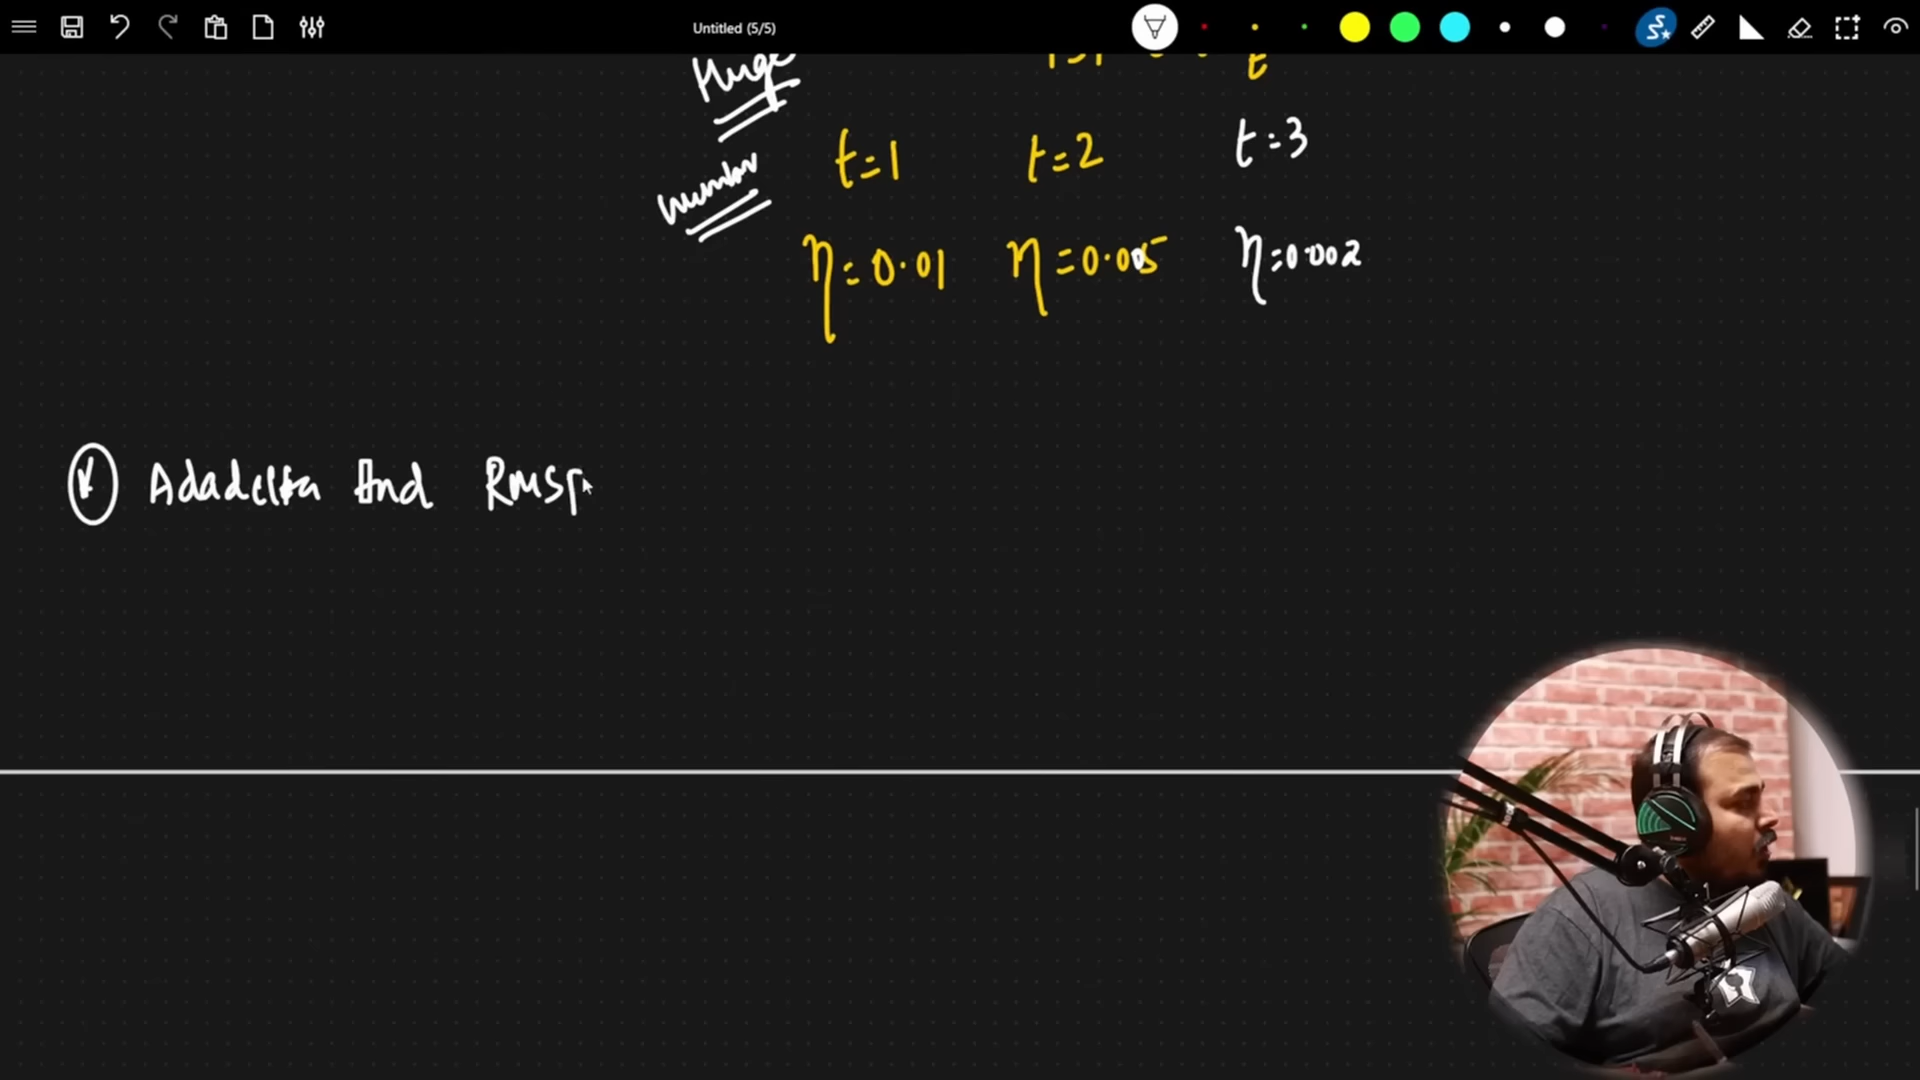 Untitled (5/5)
Huge
t
number
t=1 t=2 t=3
η=0.01 η=0.005 η=0.002
Adadelta And RMSP